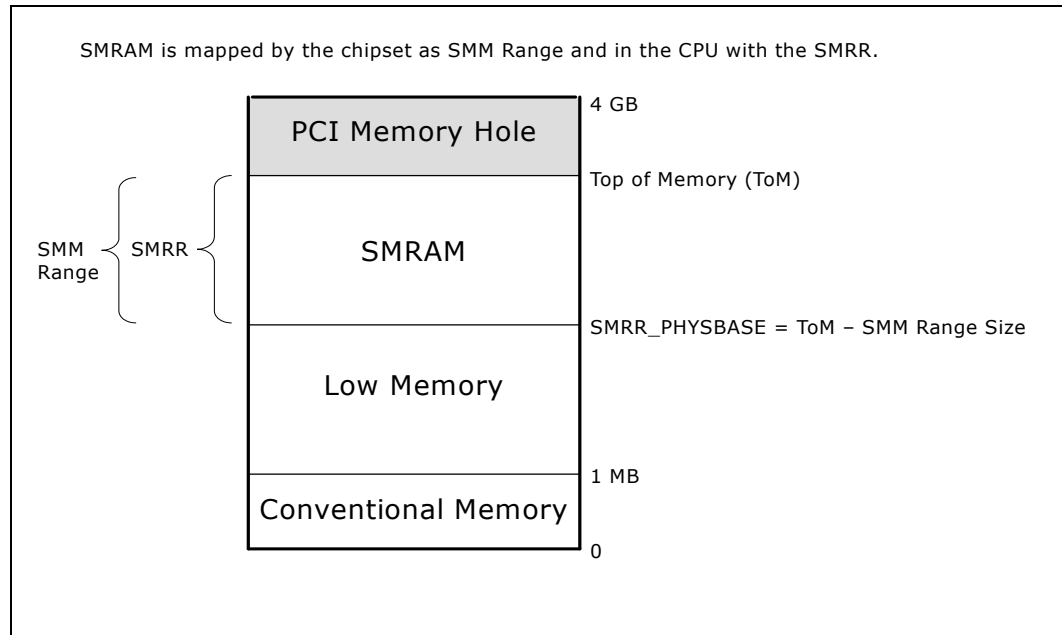 SMRAM is mapped by the chipset as SMM Range and in the CPU with the SMRR.
4 GB
PCI Memory Hole
Top of Memory (ToM)
SMM
Range
SMRR
SMRAM
SMRR_PHYSBASE = ToM – SMM Range Size
Low Memory
1 MB
Conventional Memory
0